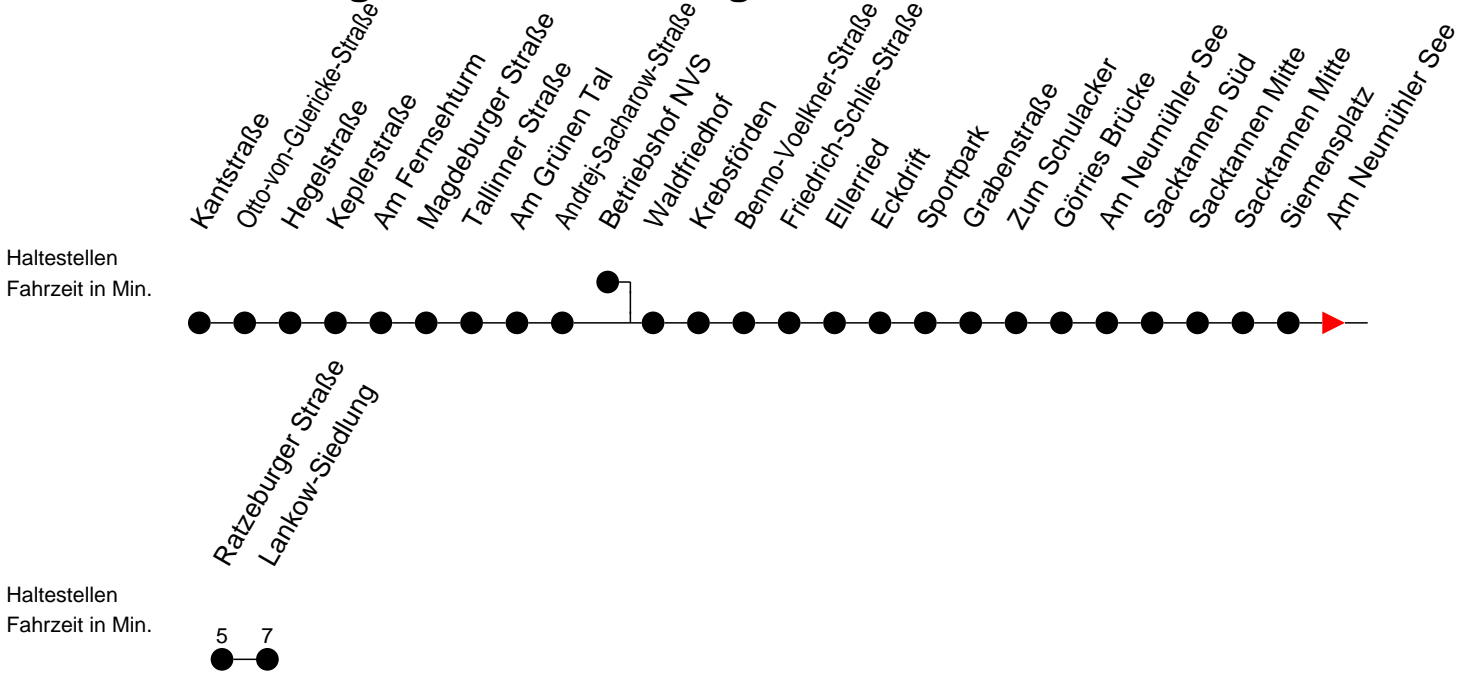 Kantstraße
Otto-von-Guericke-Straße
Hegelstraße
Keplerstraße
Am Fernsehturm
Magdeburger Straße
Tallinner Straße
Am Grünen Tal
Andrej-Sacharow-Straße
Betriebshof NVS
Waldfriedhof
Krebsförden
Benno-Voelkner-Straße
Friedrich-Schlie-Straße
Ellerried
Eckdrift
Sportpark
Grabenstraße
Zum Schulacker
Görries Brücke
Am Neumühler See
Sacktannen Süd
Sacktannen Mitte
Sacktannen Mitte
Siemensplatz
Am Neumühler See
Haltestellen
Fahrzeit in Min.
Ratzeburger Straße
Lankow-Siedlung
Haltestellen
Fahrzeit in Min.
5 7